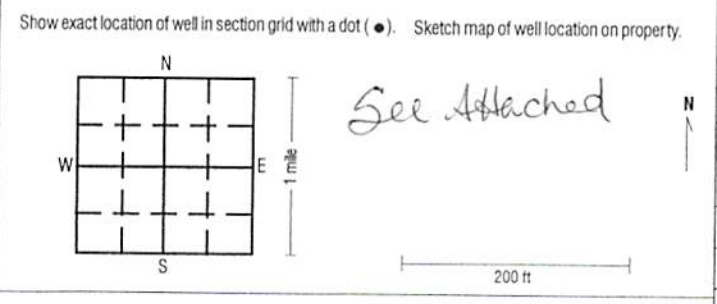 Show exact location of well in section grid with a dot ( ● ). Sketch map of well location on property.
N
See Attached
N
W
E
1 mile
S
200 ft